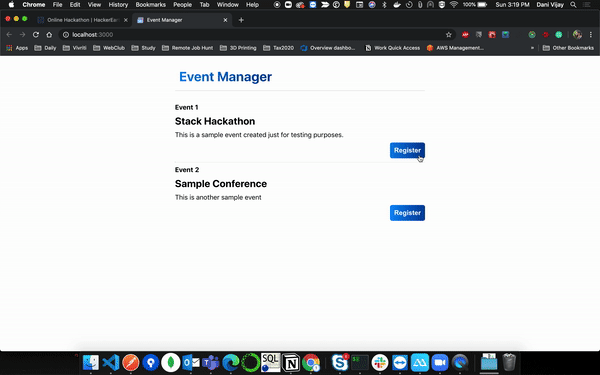 Chrome File Edit View History Bookmarks People Tab Window Help 100% Sun 3:19 PM Dani Vijay
Online Hackathon | HackerEar Event Manager
localhost:3000
Apps Daily Vivriti WebClub Study Remote Job Hunt 3D Printing Tax2020 Overview dashbo... Work Quick Access AWS Management... Other Bookmarks
Event Manager
Event 1
Stack Hackathon
This is a sample event created just for testing purposes.
Register
Event 2
Sample Conference
This is another sample event
Register
SQL